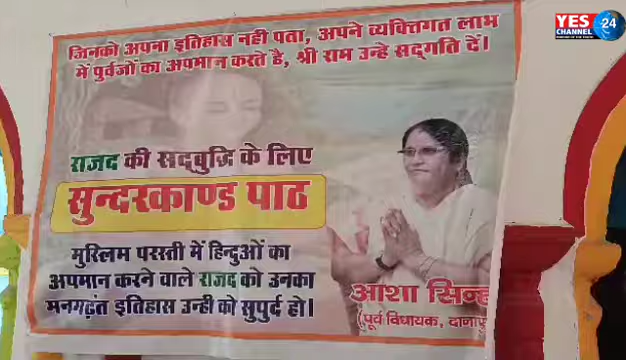 YES
CHANNEL
24
जिनको अपना इतिहास नही पता, अपने व्यक्तिगत लाभ
में पुर्वजों का अपमान करते है, श्री राम उन्हे सद्गति दें।
राजद की सद्बुद्धि के लिए
सुन्दरकाण्ड पाठ
मुस्लिम परस्ती में हिन्दुओं का
अपमान करने वाले राजद को उनका
मनगढ़ंत इतिहास उन्ही को सुपुर्द हो।
आशा सिन्हा
(पूर्व विधायक, दानापु